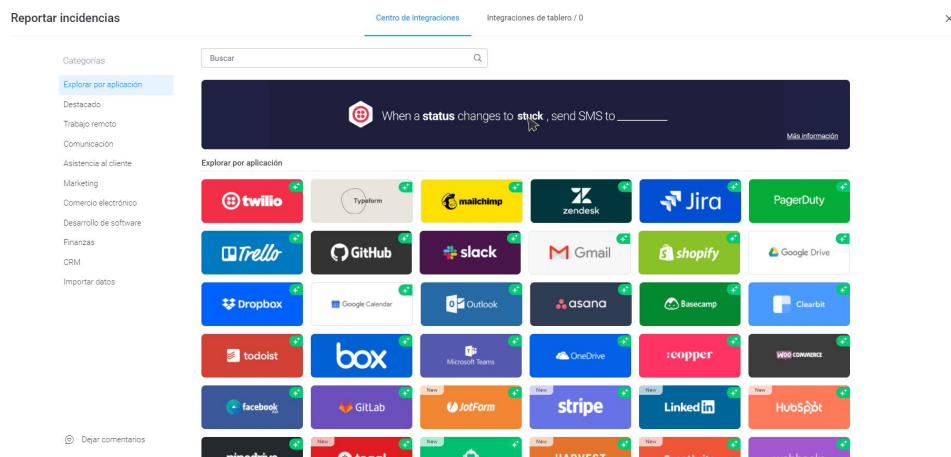 Reportar incidencias
Centro de integraciones
Integraciones de tablero / 0
Categorías
Explorar por aplicación
Destacado
Trabajo remoto
Comunicación
Asistencia al cliente
Marketing
Comercio electrónico
Desarrollo de software
Finanzas
CRM
Importar datos
Dejar comentarios
Buscar
When a status changes to stuck , send SMS to
Más información
Explorar por aplicación
twilio
Typeform
mailchimp
zendesk
Jira
PagerDuty
Trello
GitHub
slack
Gmail
shopify
Google Drive
Dropbox
Google Calendar
Outlook
asana
Basecamp
Clearbit
todoist
box
Microsoft Teams
OneDrive
:copper
WOO COMMERCE
facebook
GitLab
New
JotForm
New
stripe
New
Linked in
New
HubSpot
pipedrive
New
toggl
New
New
HARVEST
New